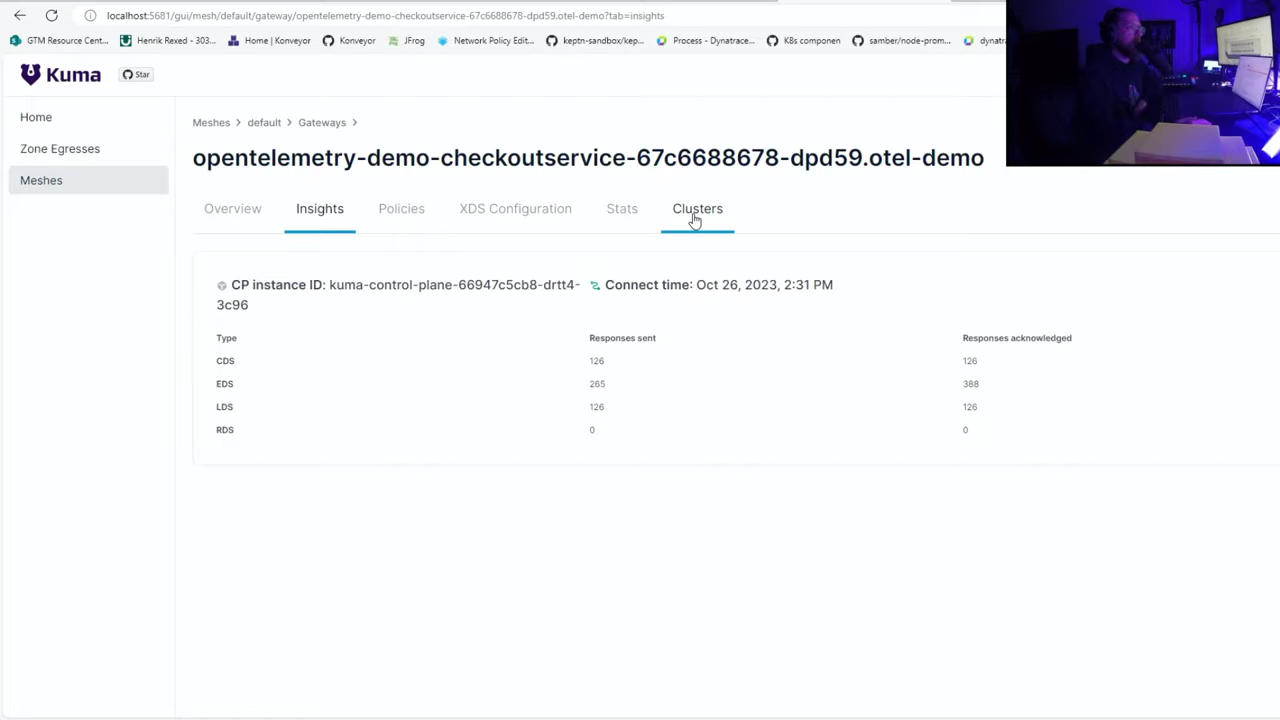 localhost:5681/gui/mesh/default/gateway/opentelemetry-demo-checkoutservice-67c6688678-dpd59.otel-demo?tab=insights
GTM Resource Cent... Henrik Rexed - 303... Home | Konveyor Konveyor JFrog Network Policy Edit... keptn-sandbox/kep... Process - Dynatrace... K8s componen samber/node-prom... dynatra
Kuma Star
Home
Zone Egresses
Meshes
Meshes > default > Gateways >
opentelemetry-demo-checkoutservice-67c6688678-dpd59.otel-demo
Overview Insights Policies XDS Configuration Stats Clusters
CP instance ID: kuma-control-plane-66947c5cb8-drtt4-
3c96
Connect time: Oct 26, 2023, 2:31 PM
Type Responses sent Responses acknowledged
CDS 126 126
EDS 265 388
LDS 126 126
RDS 0 0